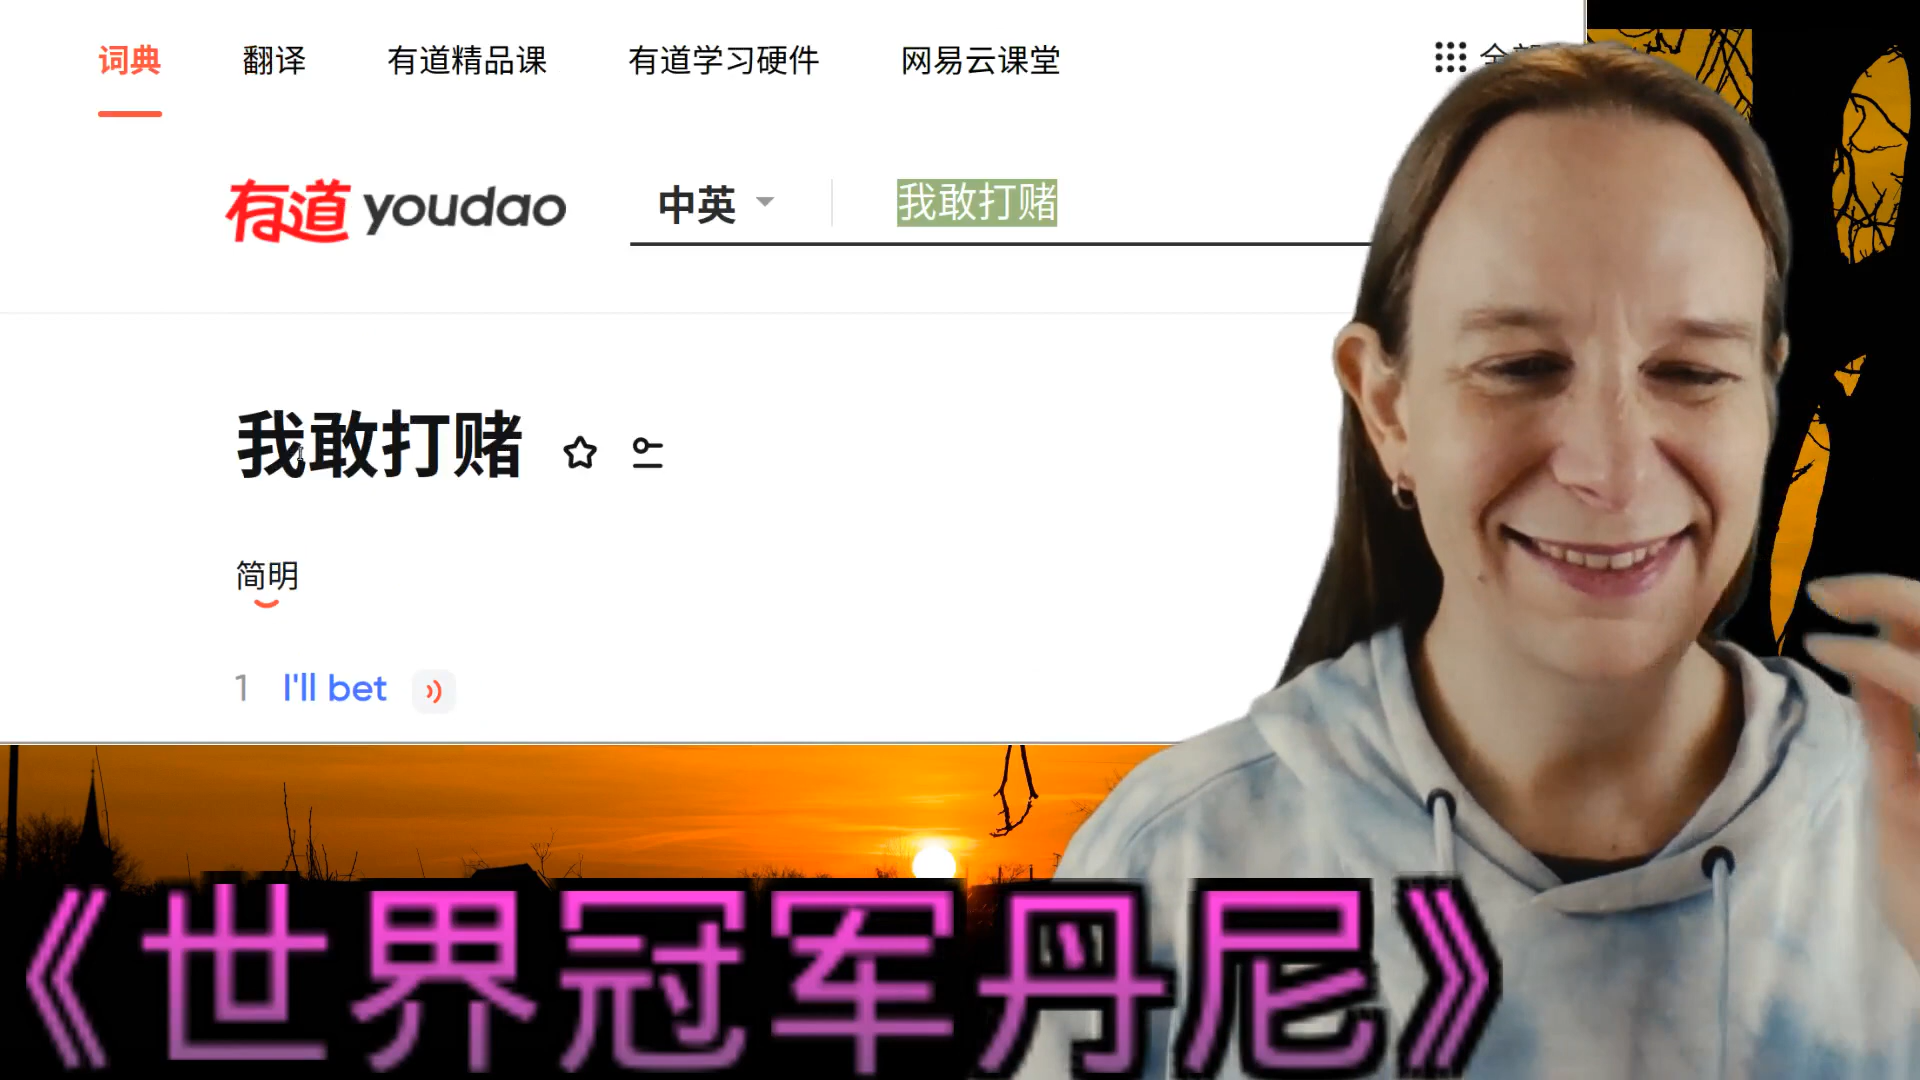 词典 翻译 有道精品课 有道学习硬件 网易云课堂
有道 youdao 中英 我敢打赌
我敢打赌
简明
1 I'll bet
《世界冠军丹尼》